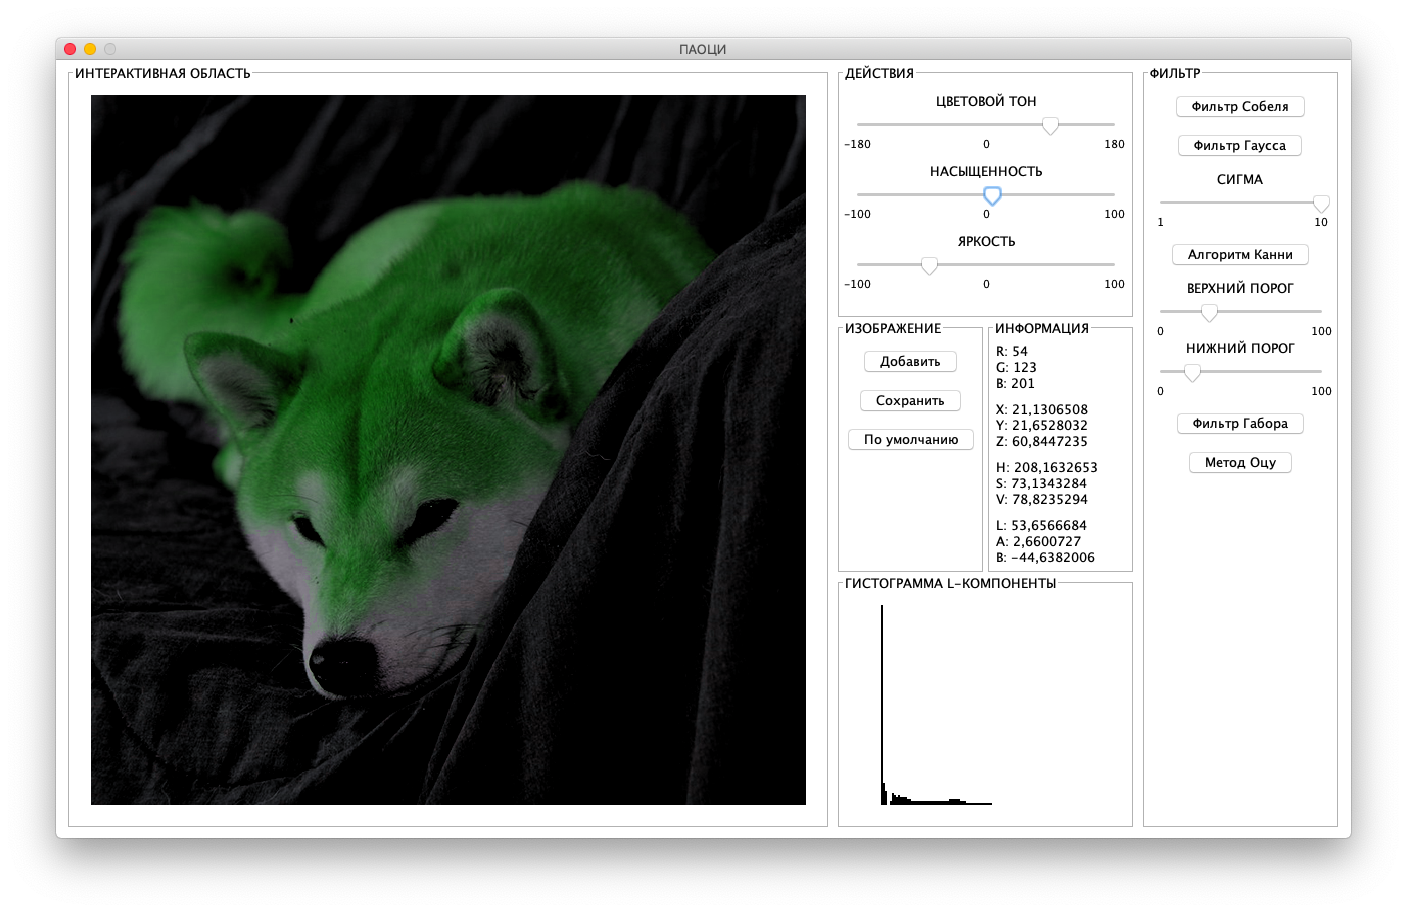 ПАОЦИ
ИНТЕРАКТИВНАЯ ОБЛАСТЬ
ДЕЙСТВИЯ
ЦВЕТОВОЙ ТОН
-180 0 180
НАСЫЩЕННОСТЬ
-100 0 100
ЯРКОСТЬ
-100 0 100
ИЗОБРАЖЕНИЕ
Добавить
Сохранить
По умолчанию
ИНФОРМАЦИЯ
R: 54
G: 123
B: 201
X: 21,1306508
Y: 21,6528032
Z: 60,8447235
H: 208,1632653
S: 73,1343284
V: 78,8235294
L: 53,6566684
A: 2,6600727
B: -44,6382006
ГИСТОГРАММА L-КОМПОНЕНТЫ
ФИЛЬТР
Фильтр Собеля
Фильтр Гаусса
СИГМА
1 10
Алгоритм Канни
ВЕРХНИЙ ПОРОГ
0 100
НИЖНИЙ ПОРОГ
0 100
Фильтр Габора
Метод Оцу